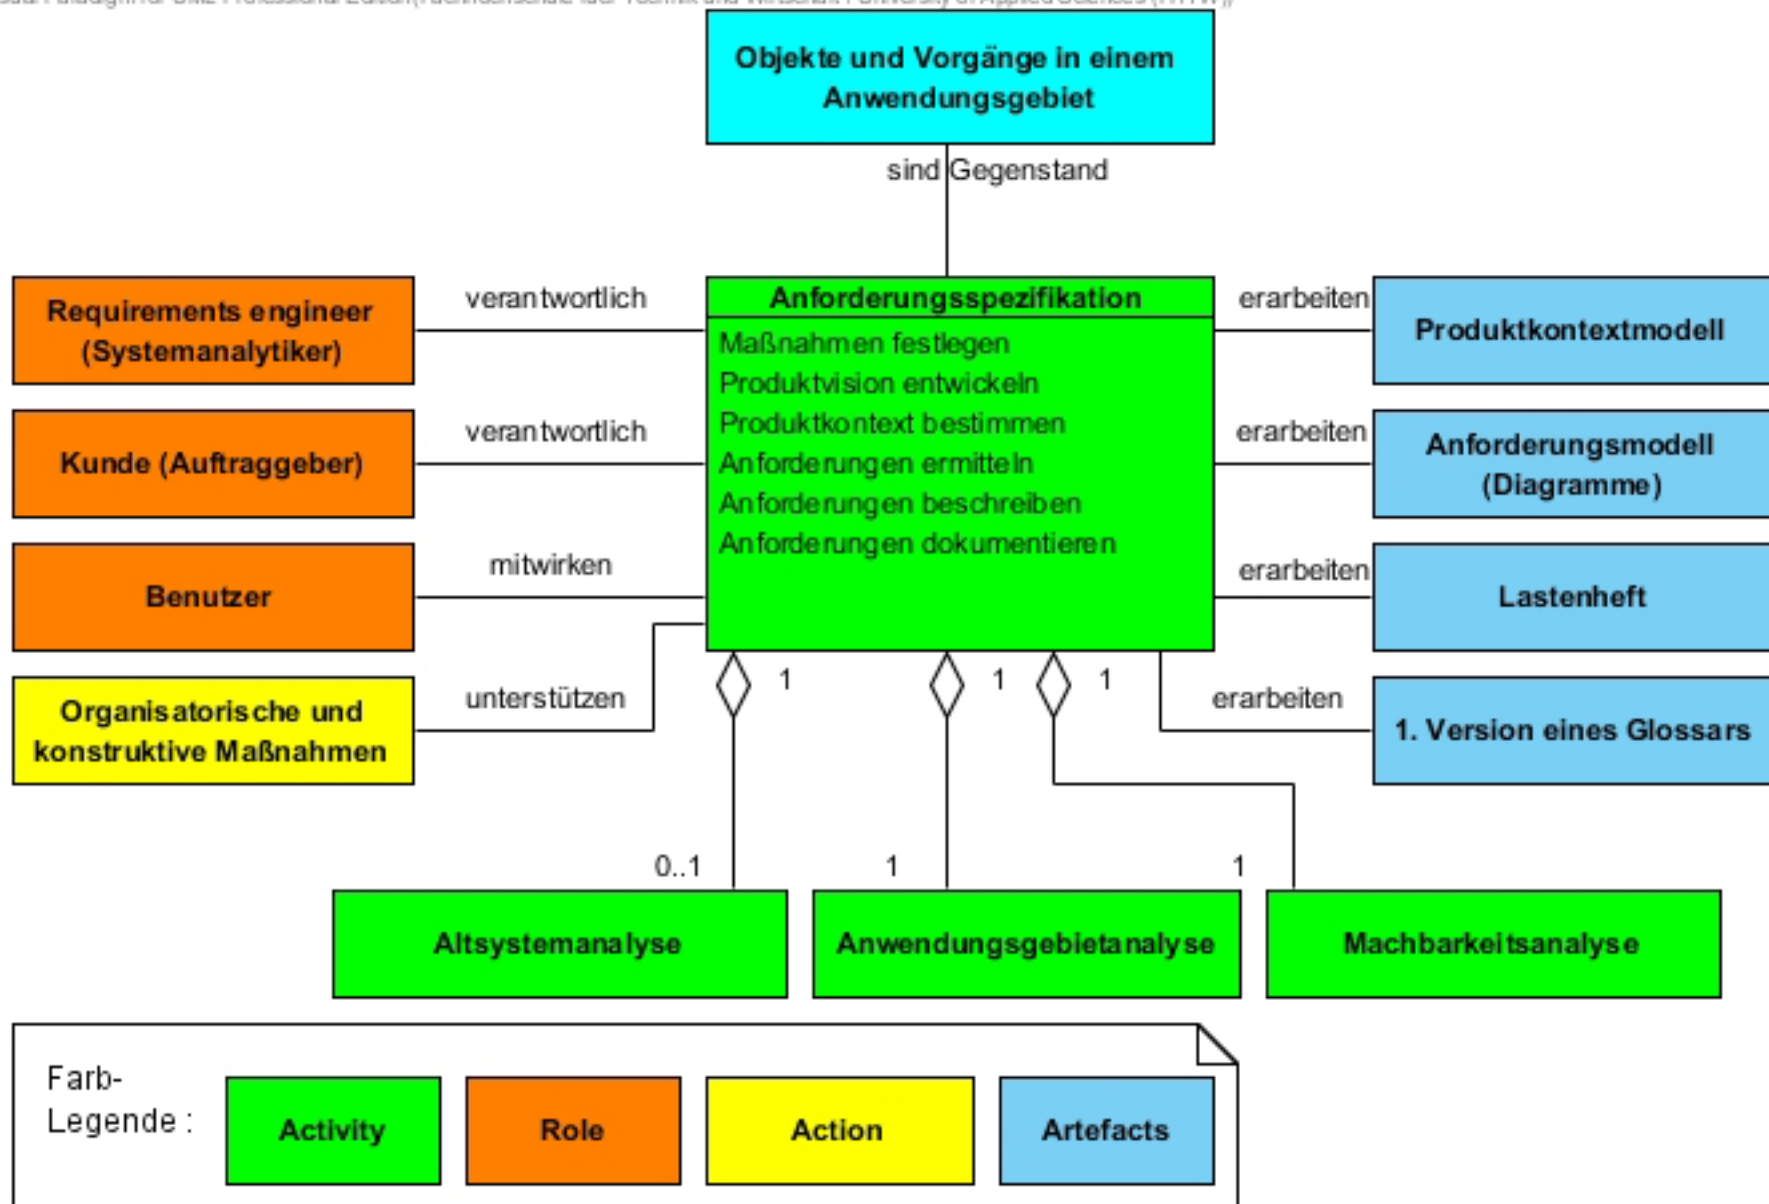 Objekte und Vorgänge in einem
Anwendungsgebiet
sind Gegenstand
Requirements engineer
(Systemanalytiker)
verantwortlich
Kunde (Auftraggeber)
verantwortlich
Benutzer
mitwirken
Organisatorische und
konstruktive Maßnahmen
unterstützen
Anforderungsspezifikation
Maßnahmen festlegen
Produktvision entwickeln
Produktkontext bestimmen
Anforderungen ermitteln
Anforderungen beschreiben
Anforderungen dokumentieren
erarbeiten
Produktkontextmodell
erarbeiten
Anforderungsmodell
(Diagramme)
erarbeiten
Lastenheft
erarbeiten
1. Version eines Glossars
1
1
1
0..1
1
1
Altsystemanalyse
Anwendungsgebietanalyse
Machbarkeitsanalyse
Farb-
Legende :
Activity
Role
Action
Artefacts